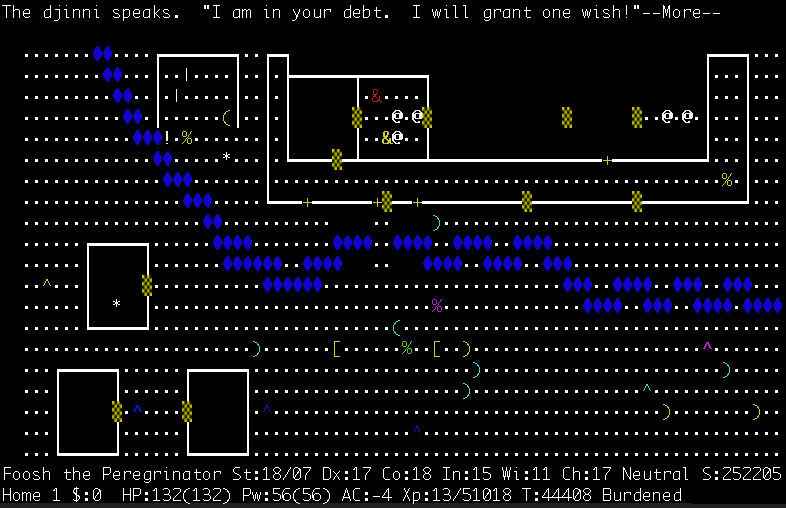 The djinni speaks.  "I am in your debt.  I will grant one wish!"--More--
Foosh the Peregrinator St:18/07 Dx:17 Co:18 In:15 Wi:11 Ch:17 Neutral S:252205
Home 1 $:0  HP:132(132) Pw:56(56) AC:-4 Xp:13/51018 T:44408 Burdened